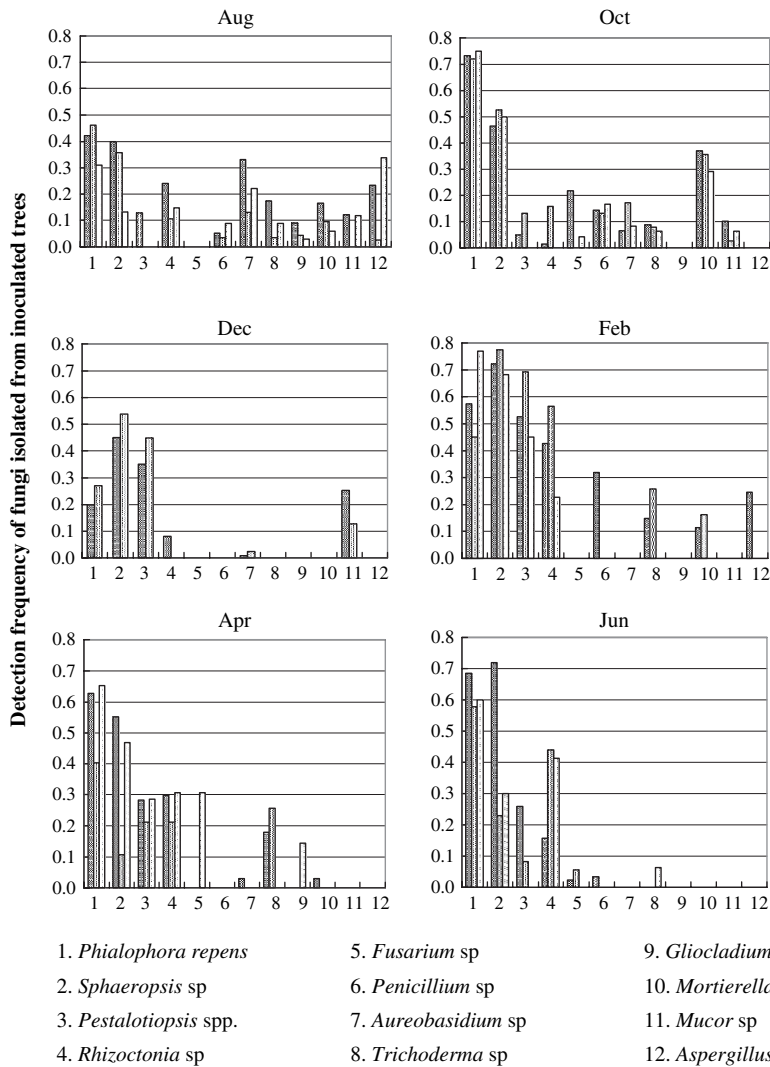 Detection frequency of fungi isolated from inoculated trees
Aug
0.8
0.7
0.6
0.5
0.4
0.3
0.2
0.1
0.0
1 2 3 4 5 6 7 8 9 10 11 12
Oct
0.8
0.7
0.6
0.5
0.4
0.3
0.2
0.1
0.0
1 2 3 4 5 6 7 8 9 10 11 12
Dec
0.8
0.7
0.6
0.5
0.4
0.3
0.2
0.1
0.0
1 2 3 4 5 6 7 8 9 10 11 12
Feb
0.8
0.7
0.6
0.5
0.4
0.3
0.2
0.1
0.0
1 2 3 4 5 6 7 8 9 10 11 12
Apr
0.8
0.7
0.6
0.5
0.4
0.3
0.2
0.1
0.0
1 2 3 4 5 6 7 8 9 10 11 12
Jun
0.8
0.7
0.6
0.5
0.4
0.3
0.2
0.1
0.0
1 2 3 4 5 6 7 8 9 10 11 12
1. Phialophora repens
2. Sphaeropsis sp
3. Pestalotiopsis spp.
4. Rhizoctonia sp
5. Fusarium sp
6. Penicillium sp
7. Aureobasidium sp
8. Trichoderma sp
9. Gliocladium
10. Mortierella
11. Mucor sp
12. Aspergillus